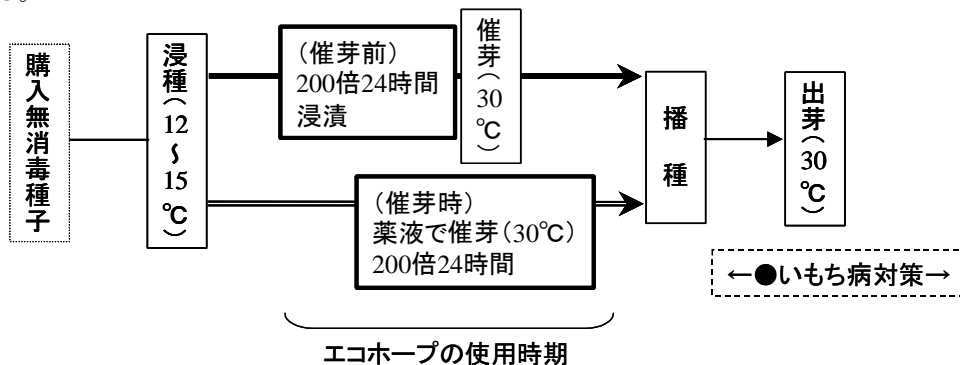 る。
購入無消毒種子
浸種(12～15℃)
(催芽前)
200倍24時間
浸漬
催芽(30℃)
(催芽時)
薬液で催芽(30℃)
200倍24時間
播種
出芽(30℃)
←●いもち病対策→
エコホープの使用時期